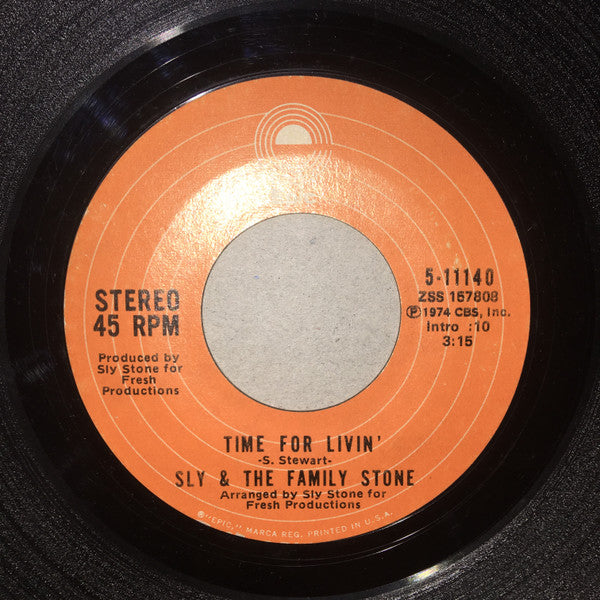 5-11140
ZSS 157808
Ⓟ1974 CBS, Inc.
Intro :10
3:15
STEREO
45 RPM
Produced by
Sly Stone for
Fresh
Productions
TIME FOR LIVIN'
-S. Stewart-
SLY & THE FAMILY STONE
Arranged by Sly Stone for
Fresh Productions
®"EPIC," MARCA REG. PRINTED IN U.S.A.